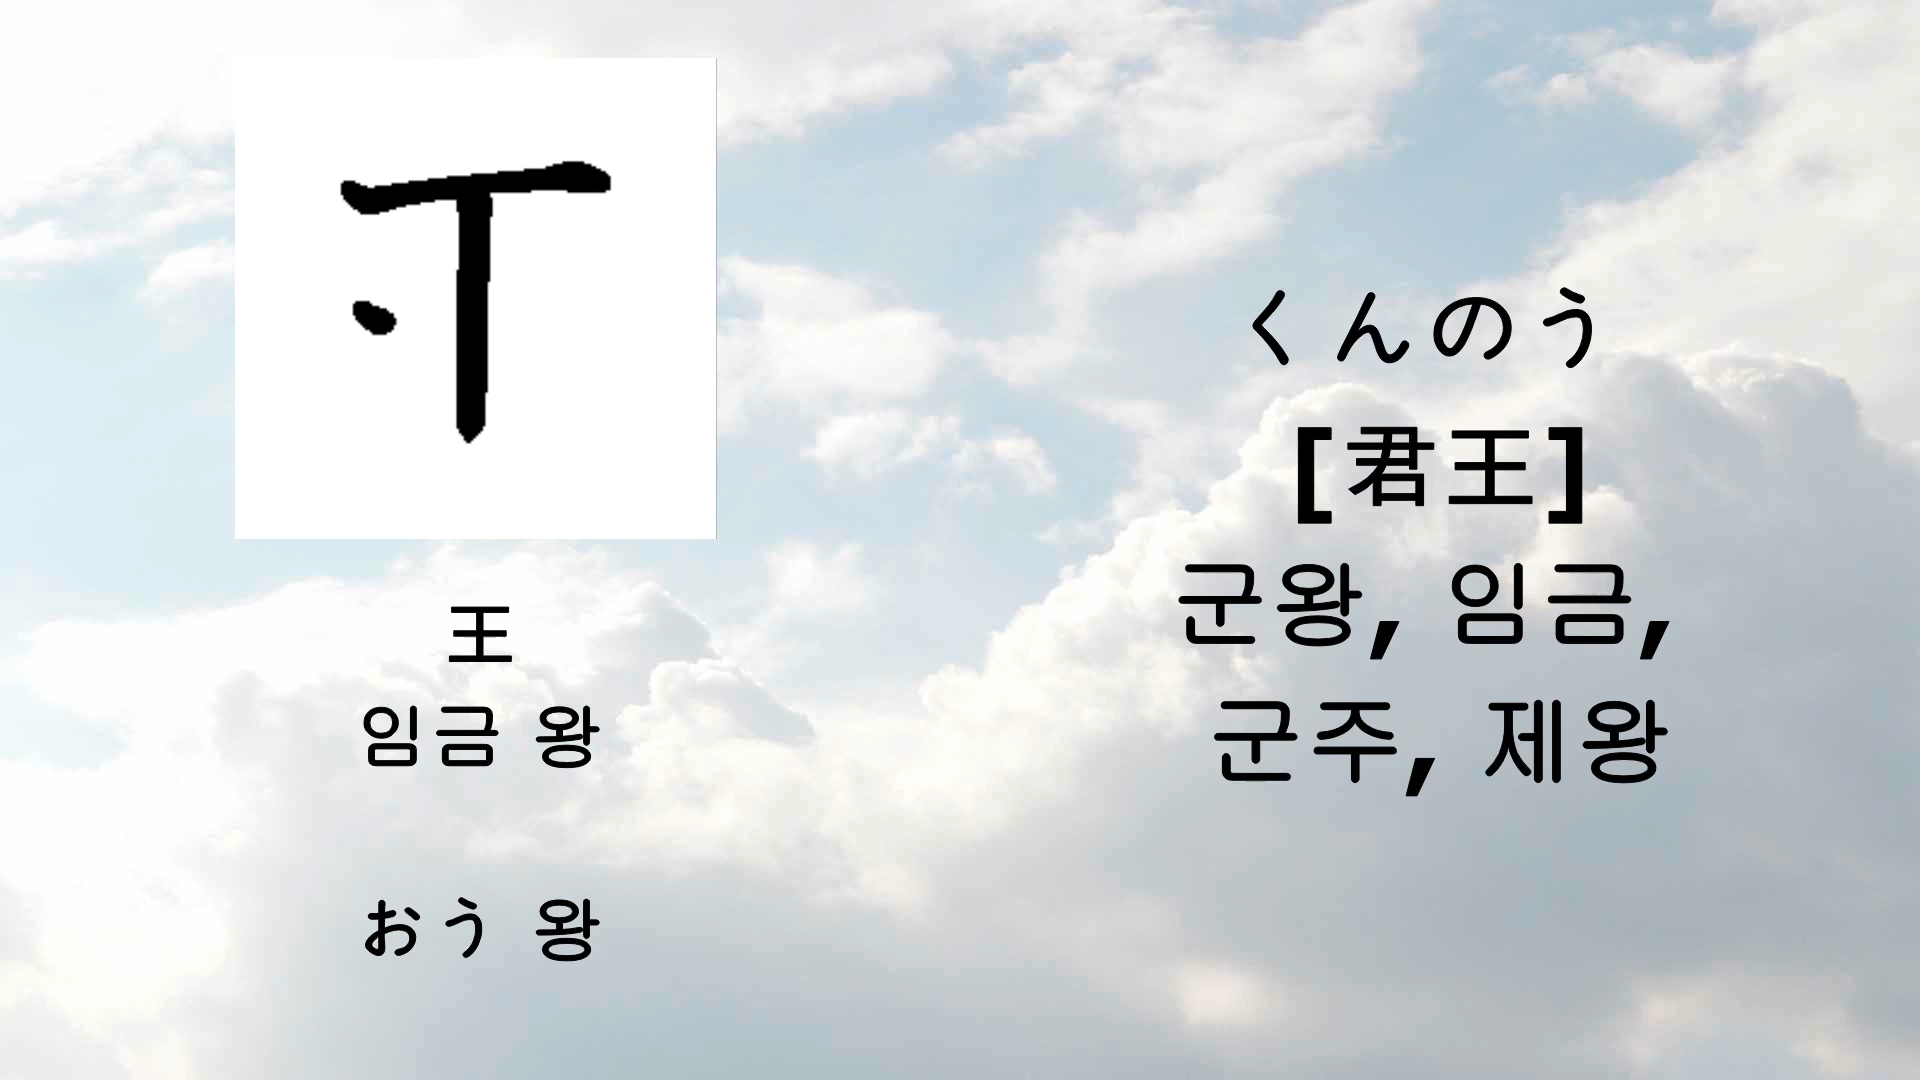 王
임금 왕
おう 왕
くんのう
[君王]
군왕, 임금,
군주, 제왕